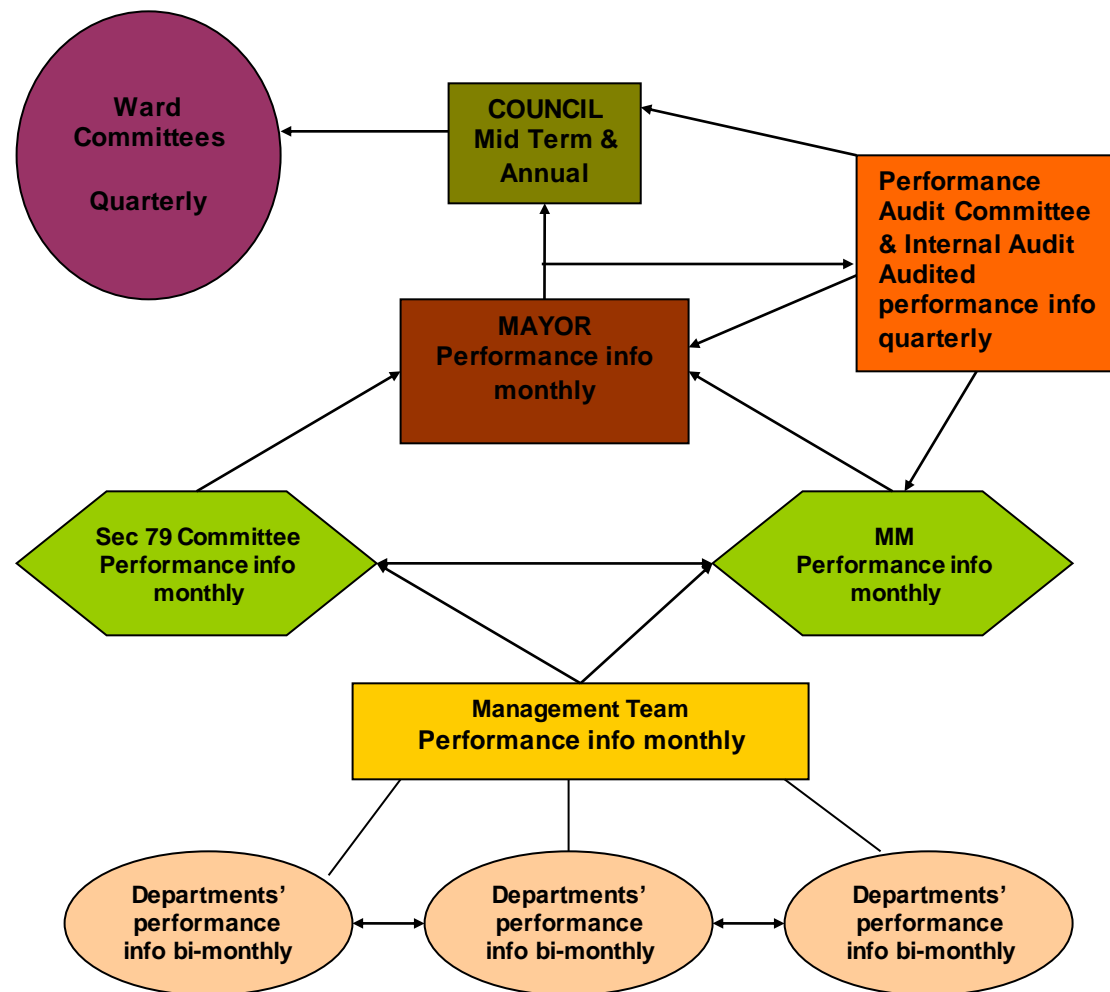 Ward
Committees
Quarterly
COUNCIL
Mid Term &
Annual
Performance
Audit Committee
& Internal Audit
Audited
performance info
quarterly
MAYOR
Performance info
monthly
Sec 79 Committee
Performance info
monthly
MM
Performance info
monthly
Management Team
Performance info monthly
Departments’
performance
info bi-monthly
Departments’
performance
info bi-monthly
Departments’
performance
info bi-monthly